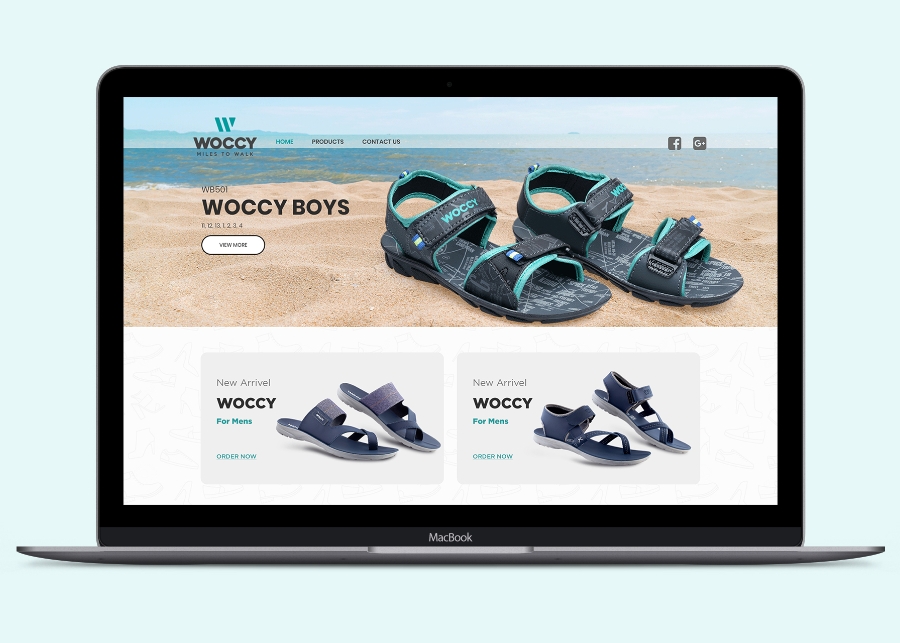 WOCCY
MILES TO WALK
HOME
PRODUCTS
CONTACT US
WB501
WOCCY BOYS
11, 12, 13, 1, 2, 3, 4
VIEW MORE
WOCCY
WOCCY
New Arrivel
WOCCY
For Mens
ORDER NOW
New Arrivel
WOCCY
For Mens
ORDER NOW
MacBook